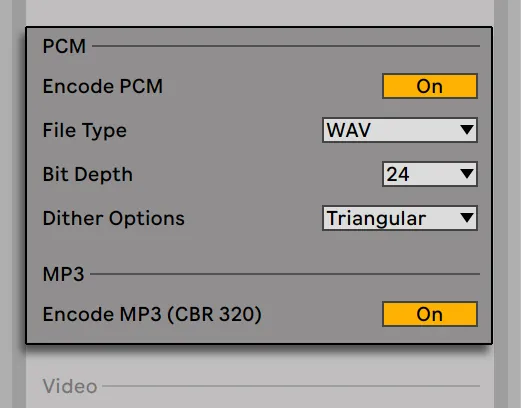 PCM
Encode PCM On
File Type WAV
Bit Depth 24
Dither Options Triangular
MP3
Encode MP3 (CBR 320) On
Video